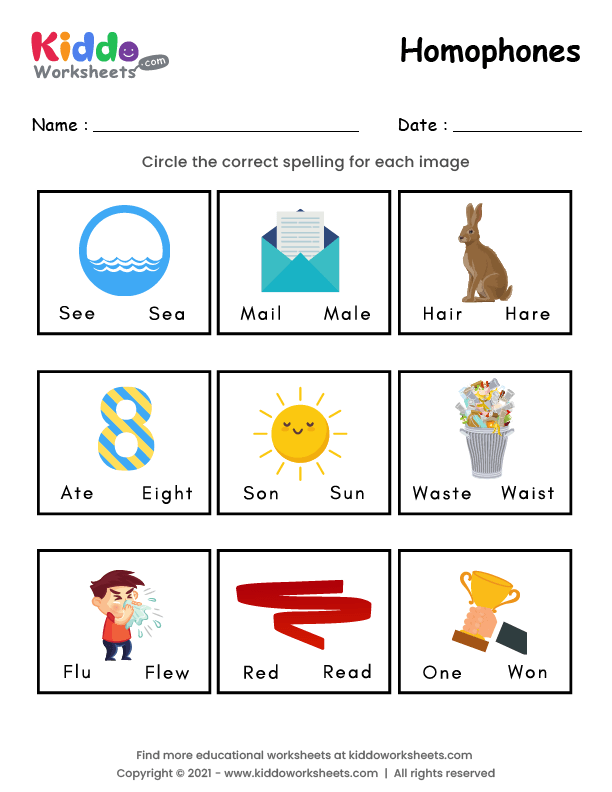 Kiddo
Worksheets.com
Homophones
Name : Date :
Circle the correct spelling for each image
See Sea Mail Male Hair Hare
Ate Eight Son Sun Waste Waist
Flu Flew Red Read One Won
Find more educational worksheets at kiddoworksheets.com
Copyright © 2021 - www.kiddoworksheets.com | All rights reserved